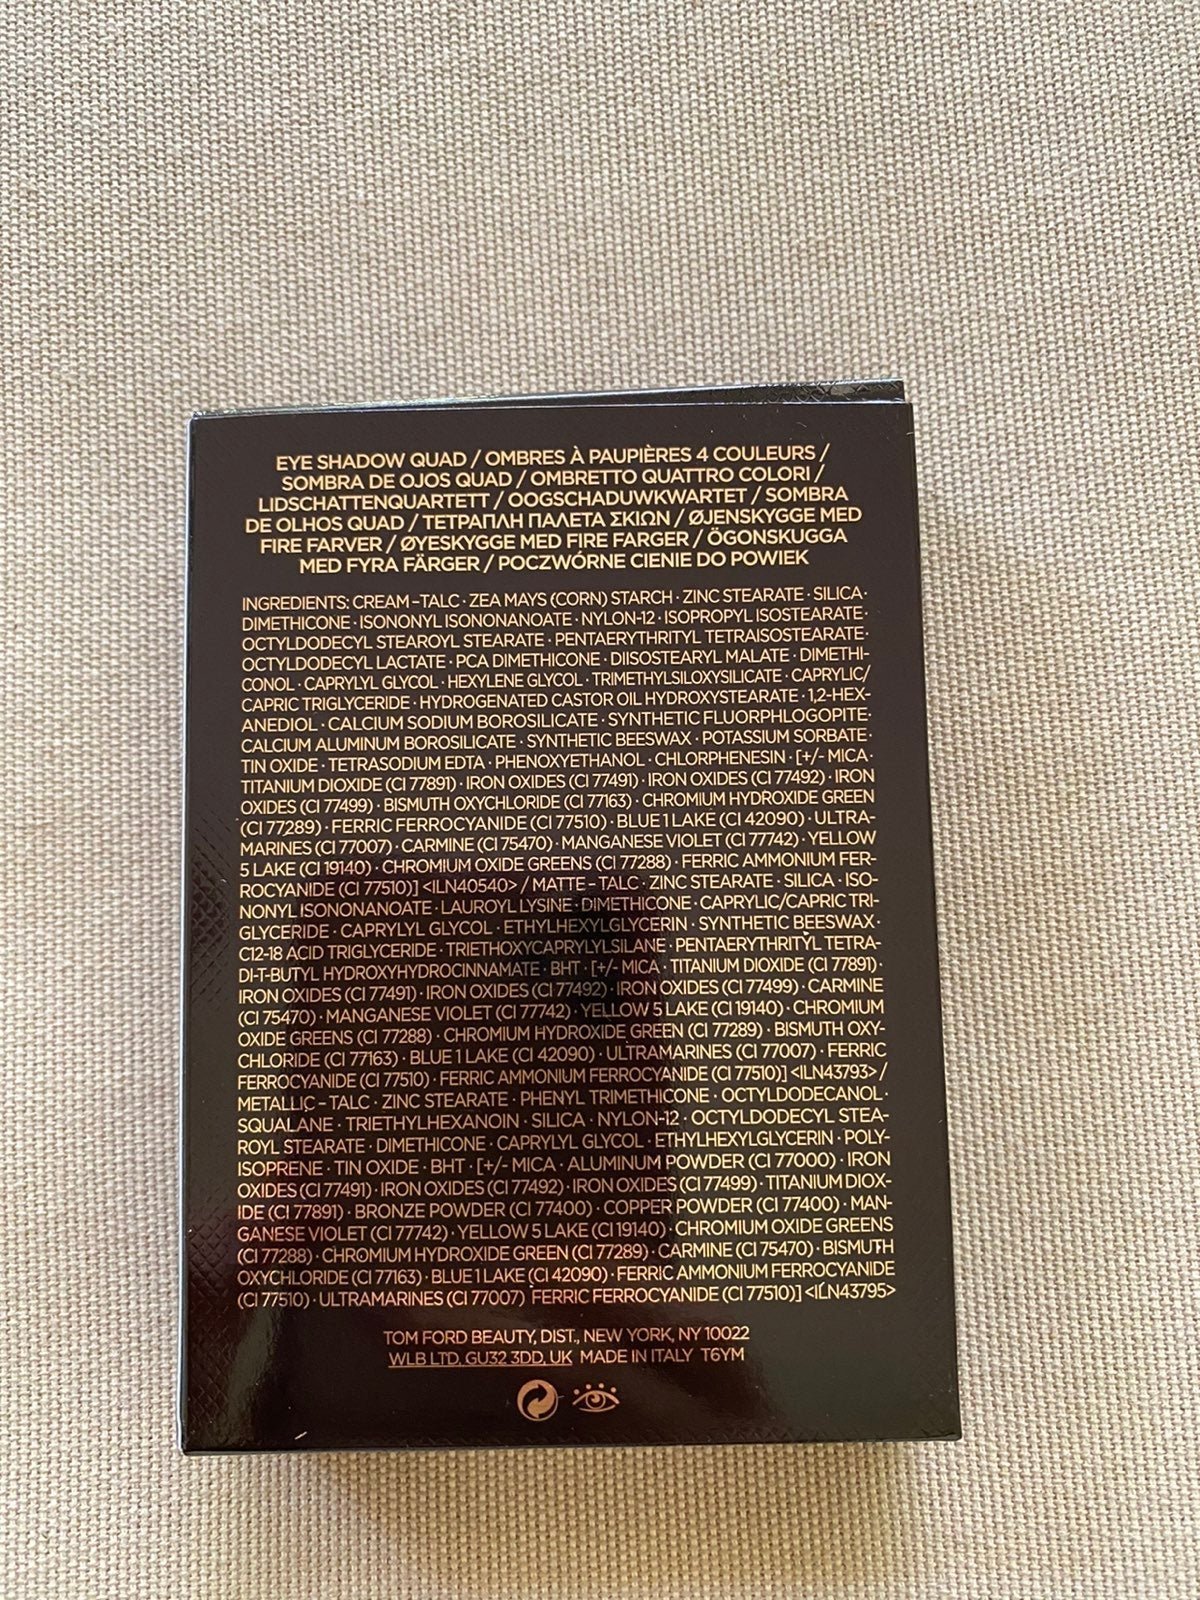 EYE SHADOW QUAD / OMBRES À PAUPIÈRES 4 COULEURS /
SOMBRA DE OJOS QUAD / OMBRETTO QUATTRO COLORI /
LIDSCHATTENQUARTETT / OOGSCHADUWKWARTET / SOMBRA
DE OLHOS QUAD / ΤΕΤΡΑΠΛΗ ΠΑΛΕΤΑ ΣΚΙΩΝ / ØJENSKYGGE MED
FIRE FARVER / ØYESKYGGE MED FIRE FARGER / ÖGONSKUGGA
MED FYRA FÄRGER / POCZWÓRNE CIENIE DO POWIEK
INGREDIENTS: CREAM – TALC · ZEA MAYS (CORN) STARCH · ZINC STEARATE · SILICA ·
DIMETHICONE · ISONONYL ISONONANOATE · NYLON-12 · ISOPROPYL ISOSTEARATE ·
OCTYLDODECYL STEAROYL STEARATE · PENTAERYTHRITYL TETRAISOSTEARATE ·
OCTYLDODECYL LACTATE · PCA DIMETHICONE · DIISOSTEARYL MALATE · DIMETHI-
CONOL · CAPRYLYL GLYCOL · HEXYLENE GLYCOL · TRIMETHYLSILOXYSILICATE · CAPRYLIC/
CAPRIC TRIGLYCERIDE · HYDROGENATED CASTOR OIL HYDROXYSTEARATE · 1,2-HEX-
ANEDIOL · CALCIUM SODIUM BOROSILICATE · SYNTHETIC FLUORPHLOGOPITE ·
CALCIUM ALUMINUM BOROSILICATE · SYNTHETIC BEESWAX · POTASSIUM SORBATE ·
TIN OXIDE · TETRASODIUM EDTA · PHENOXYETHANOL · CHLORPHENESIN · [+/- MICA ·
TITANIUM DIOXIDE (CI 77891) · IRON OXIDES (CI 77491) · IRON OXIDES (CI 77492) · IRON
OXIDES (CI 77499) · BISMUTH OXYCHLORIDE (CI 77163) · CHROMIUM HYDROXIDE GREEN
(CI 77289) · FERRIC FERROCYANIDE (CI 77510) · BLUE 1 LAKE (CI 42090) · ULTRA-
MARINES (CI 77007) · CARMINE (CI 75470) · MANGANESE VIOLET (CI 77742) · YELLOW
5 LAKE (CI 19140) · CHROMIUM OXIDE GREENS (CI 77288) · FERRIC AMMONIUM FER-
ROCYANIDE (CI 77510)] <ILN40540> / MATTE – TALC · ZINC STEARATE · SILICA · ISO-
NONYL ISONONANOATE · LAUROYL LYSINE · DIMETHICONE · CAPRYLIC/CAPRIC TRI-
GLYCERIDE · CAPRYLYL GLYCOL · ETHYLHEXYLGLYCERIN · SYNTHETIC BEESWAX ·
C12-18 ACID TRIGLYCERIDE · TRIETHOXYCAPRYLYLSILANE · PENTAERYTHRITYL TETRA-
DI-T-BUTYL HYDROXYHYDROCINNAMATE · BHT · [+/- MICA · TITANIUM DIOXIDE (CI 77891) ·
IRON OXIDES (CI 77491) · IRON OXIDES (CI 77492) · IRON OXIDES (CI 77499) · CARMINE
(CI 75470) · MANGANESE VIOLET (CI 77742) · YELLOW 5 LAKE (CI 19140) · CHROMIUM
OXIDE GREENS (CI 77288) · CHROMIUM HYDROXIDE GREEN (CI 77289) · BISMUTH OXY-
CHLORIDE (CI 77163) · BLUE 1 LAKE (CI 42090) · ULTRAMARINES (CI 77007) · FERRIC
FERROCYANIDE (CI 77510) · FERRIC AMMONIUM FERROCYANIDE (CI 77510)] <ILN43793> /
METALLIC – TALC · ZINC STEARATE · PHENYL TRIMETHICONE · OCTYLDODECANOL ·
SQUALANE · TRIETHYLHEXANOIN · SILICA · NYLON-12 · OCTYLDODECYL STEA-
ROYL STEARATE · DIMETHICONE · CAPRYLYL GLYCOL · ETHYLHEXYLGLYCERIN · POLY-
ISOPRENE · TIN OXIDE · BHT · [+/- MICA · ALUMINUM POWDER (CI 77000) · IRON
OXIDES (CI 77491) · IRON OXIDES (CI 77492) · IRON OXIDES (CI 77499) · TITANIUM DIOX-
IDE (CI 77891) · BRONZE POWDER (CI 77400) · COPPER POWDER (CI 77400) · MAN-
GANESE VIOLET (CI 77742) · YELLOW 5 LAKE (CI 19140) · CHROMIUM OXIDE GREENS
(CI 77288) · CHROMIUM HYDROXIDE GREEN (CI 77289) · CARMINE (CI 75470) · BISMUTH
OXYCHLORIDE (CI 77163) · BLUE 1 LAKE (CI 42090) · FERRIC AMMONIUM FERROCYANIDE
(CI 77510) · ULTRAMARINES (CI 77007) FERRIC FERROCYANIDE (CI 77510)] <ILN43795>
TOM FORD BEAUTY, DIST., NEW YORK, NY 10022
WLB LTD, GU32 3DD, UK MADE IN ITALY T6YM